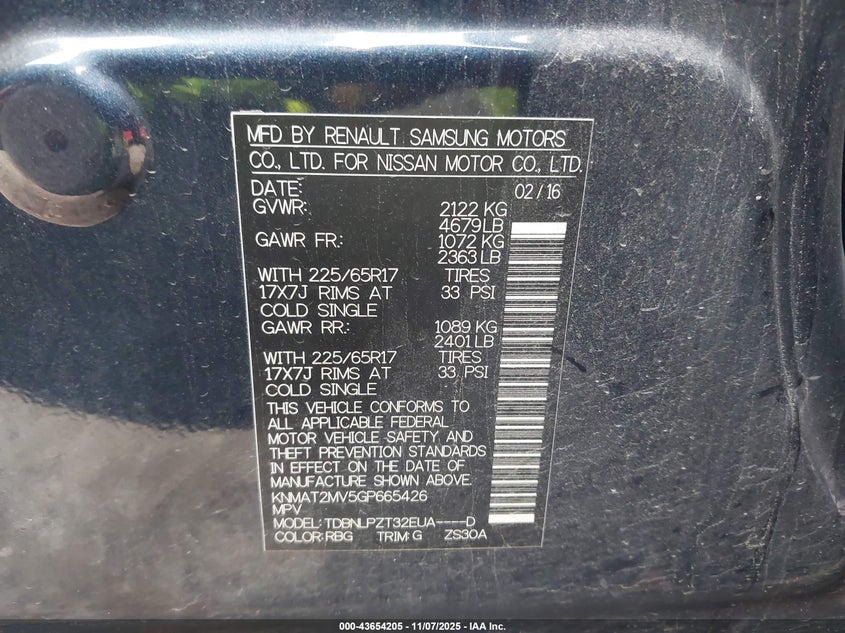 MFD BY RENAULT SAMSUNG MOTORS
CO., LTD. FOR NISSAN MOTOR CO., LTD.
DATE: 02/16
GVWR: 2122 KG
4679 LB
GAWR FR.: 1072 KG
2363 LB
WITH 225/65R17 TIRES
17X7J RIMS AT 33 PSI
COLD SINGLE
GAWR RR.: 1089 KG
2401 LB
WITH 225/65R17 TIRES
17X7J RIMS AT 33 PSI
COLD SINGLE
THIS VEHICLE CONFORMS TO
ALL APPLICABLE FEDERAL
MOTOR VEHICLE SAFETY AND
THEFT PREVENTION STANDARDS
IN EFFECT ON THE DATE OF
MANUFACTURE SHOWN ABOVE.
KNMAT2MV5GP665426
MPV
MODEL: TDBNLPZT32EUA----D
COLOR: RBG TRIM: G ZS30A
000-43654205 - 11/07/2025 - IAA Inc.